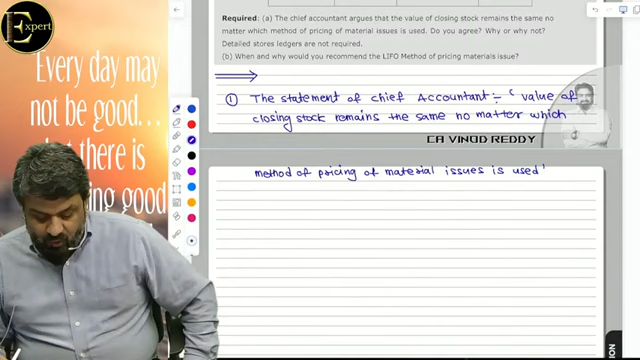 Expert
Every day may
not be good...
but there is
good
Required: (a) The chief accountant argues that the value of closing stock remains the same no
matter which method of pricing of material issues is used. Do you agree? Why or why not?
Detailed stores ledgers are not required.
(b) When and why would you recommend the LIFO Method of pricing materials issue?
① The statement of chief Accountant :- ' value of
closing stock remains the same no matter which
CA VINOD REDDY
method of pricing of material issues is used '